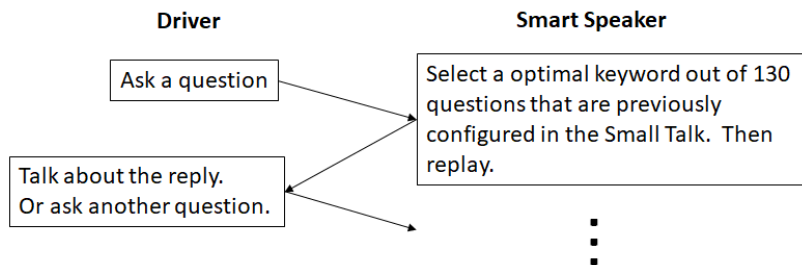 Driver
Smart Speaker
Ask a question
Select a optimal keyword out of 130
questions that are previously
configured in the Small Talk.  Then
replay.
Talk about the reply.
Or ask another question.